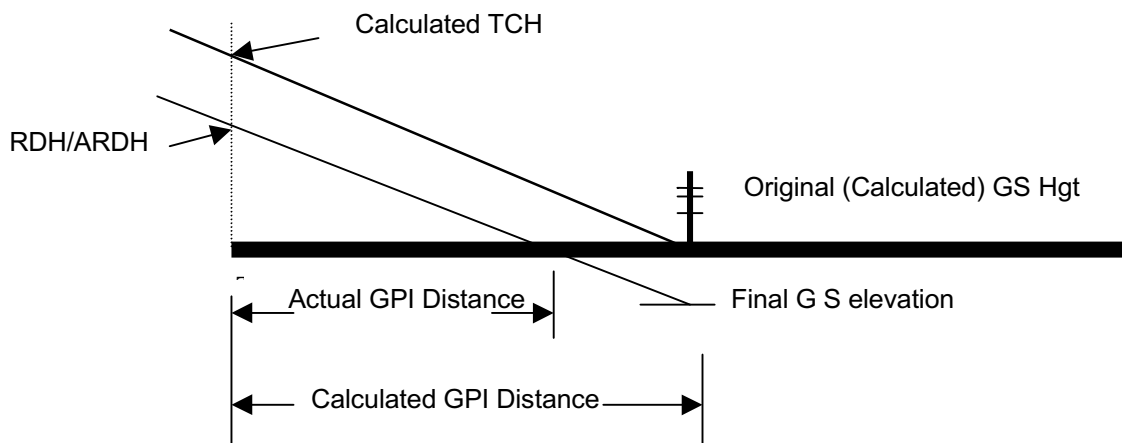 Calculated TCH
RDH/ARDH
Original (Calculated) GS Hgt
Actual GPI Distance
Final G S elevation
Calculated GPI Distance